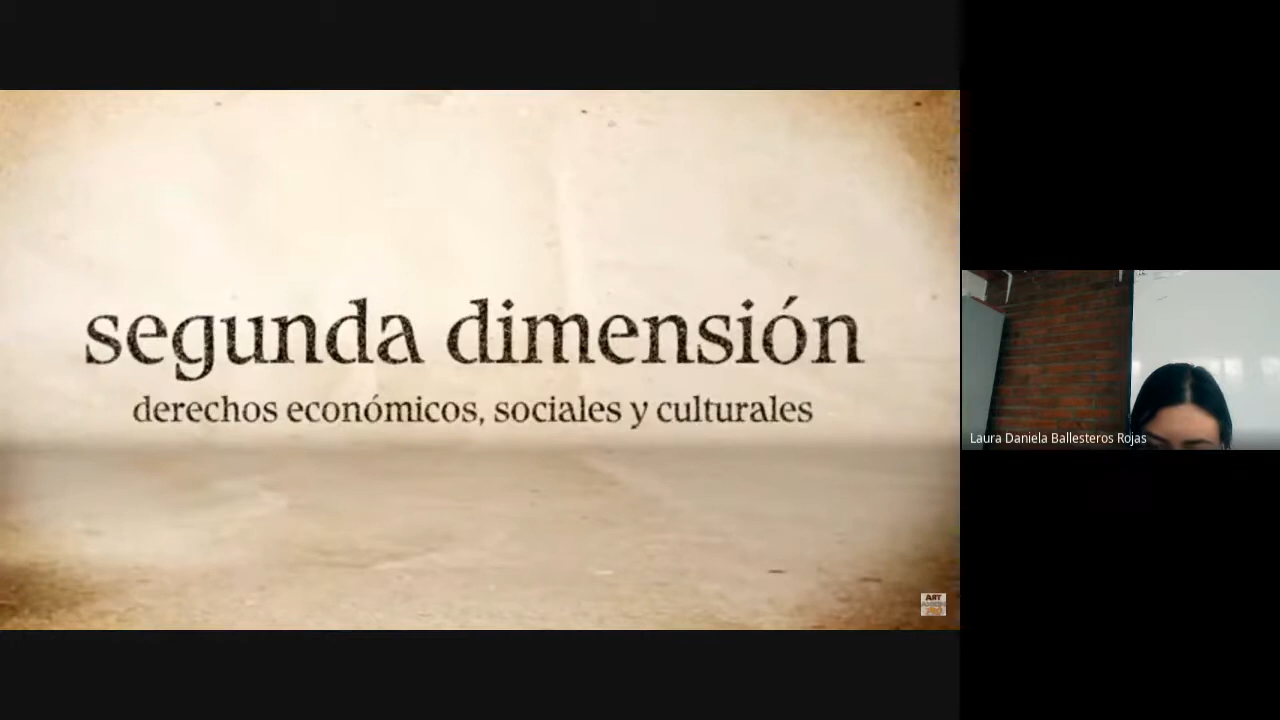 segunda dimensión
derechos económicos, sociales y culturales
Laura Daniela Ballesteros Rojas